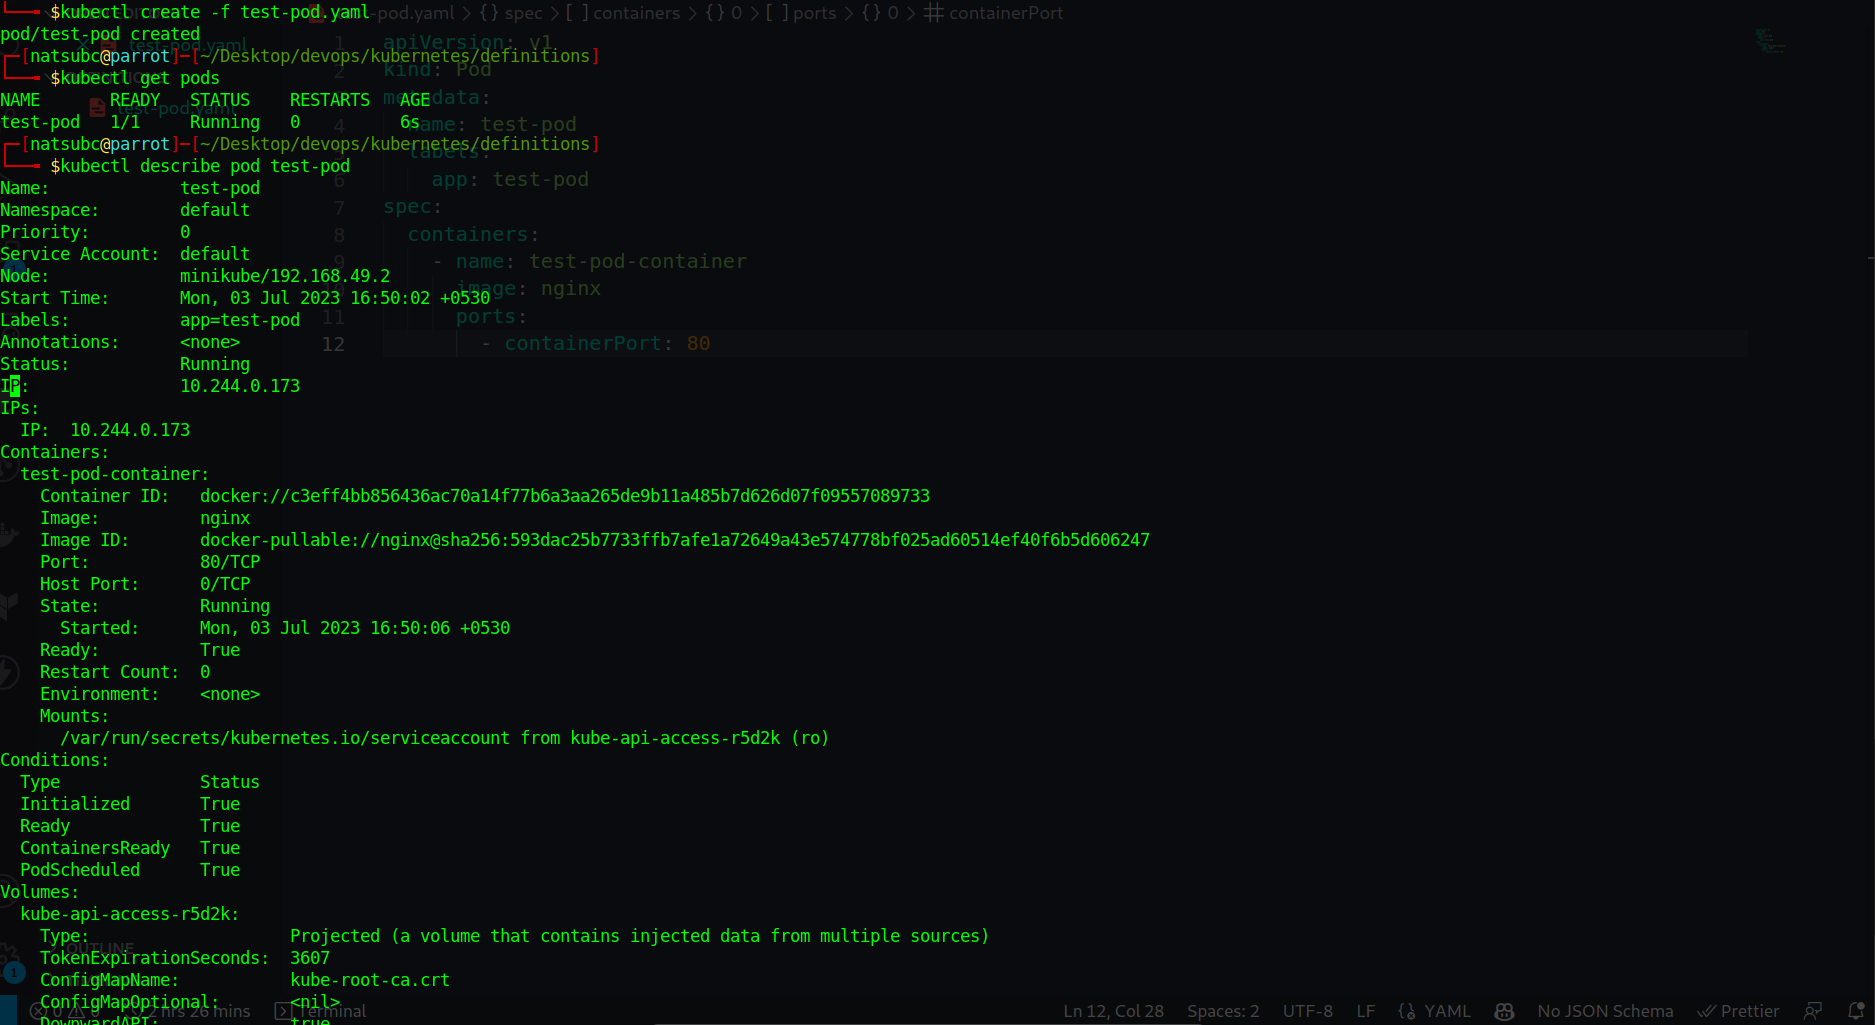 $kubectl create -f test-pod.yaml
pod/test-pod created
[natsubc@parrot]-[~/Desktop/devops/kubernetes/definitions]
$kubectl get pods
NAME READY STATUS RESTARTS AGE
test-pod 1/1 Running 0 6s
[natsubc@parrot]-[~/Desktop/devops/kubernetes/definitions]
$kubectl describe pod test-pod
Name: test-pod
Namespace: default
Priority: 0
Service Account: default
Node: minikube/192.168.49.2
Start Time: Mon, 03 Jul 2023 16:50:02 +0530
Labels: app=test-pod
Annotations: <none>
Status: Running
IP: 10.244.0.173
IPs:
IP: 10.244.0.173
Containers:
test-pod-container:
Container ID: docker://c3eff4bb856436ac70a14f77b6a3aa265de9b11a485b7d626d07f09557089733
Image: nginx
Image ID: docker-pullable://nginx@sha256:593dac25b7733ffb7afe1a72649a43e574778bf025ad60514ef40f6b5d606247
Port: 80/TCP
Host Port: 0/TCP
State: Running
Started: Mon, 03 Jul 2023 16:50:06 +0530
Ready: True
Restart Count: 0
Environment: <none>
Mounts:
/var/run/secrets/kubernetes.io/serviceaccount from kube-api-access-r5d2k (ro)
Conditions:
Type Status
Initialized True
Ready True
ContainersReady True
PodScheduled True
Volumes:
kube-api-access-r5d2k:
Type: Projected (a volume that contains injected data from multiple sources)
TokenExpirationSeconds: 3607
ConfigMapName: kube-root-ca.crt
ConfigMapOptional: <nil>
DownwardAPI: true
-pod.yaml > {} spec > [ ] containers > {} 0 > [ ] ports > {} 0 > containerPort
test-pod.yaml
test-pod.yaml
1 apiVersion: v1
2 kind: Pod
metadata:
4 name: test-pod
labels:
6 app: test-pod
7 spec:
8 containers:
9 - name: test-pod-container
10 image: nginx
11 ports:
12 - containerPort: 80
OUTLINE
1
0 0 2 hrs 26 mins Terminal Ln 12, Col 28 Spaces: 2 UTF-8 LF {} YAML No JSON Schema Prettier